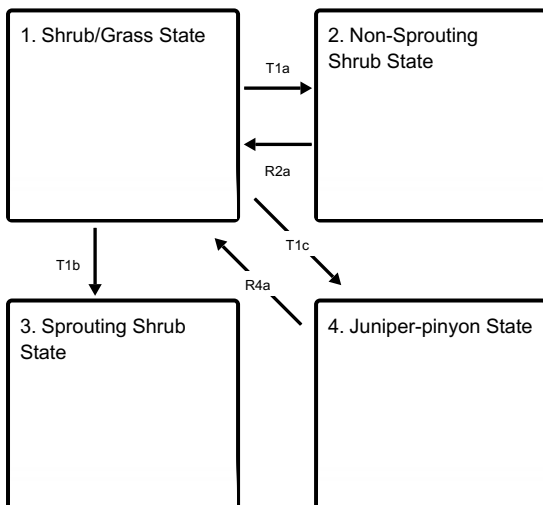 1. Shrub/Grass State
2. Non-Sprouting
Shrub State
T1a
R2a
T1c
T1b
R4a
3. Sprouting Shrub
State
4. Juniper-pinyon State